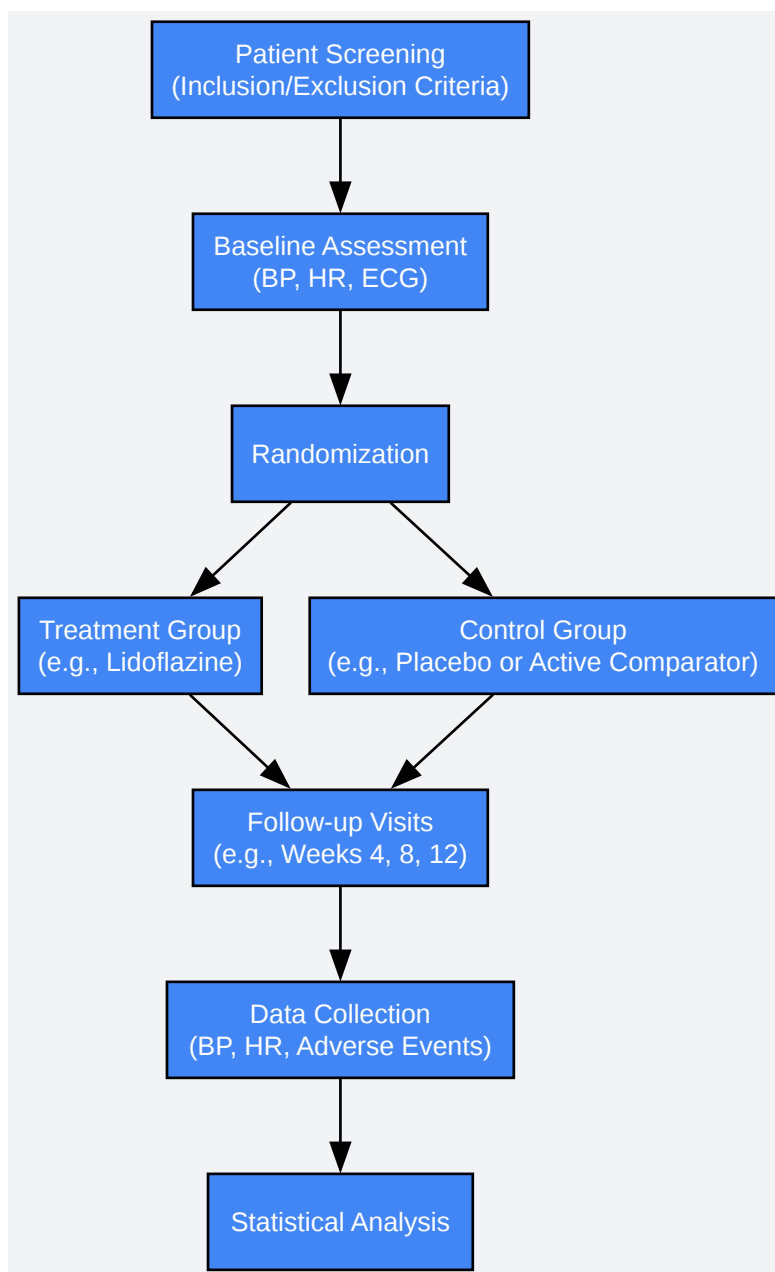 Patient Screening
(Inclusion/Exclusion Criteria)
Baseline Assessment
(BP, HR, ECG)
Randomization
Treatment Group
(e.g., Lidoflazine)
Control Group
(e.g., Placebo or Active Comparator)
Follow-up Visits
(e.g., Weeks 4, 8, 12)
Data Collection
(BP, HR, Adverse Events)
Statistical Analysis